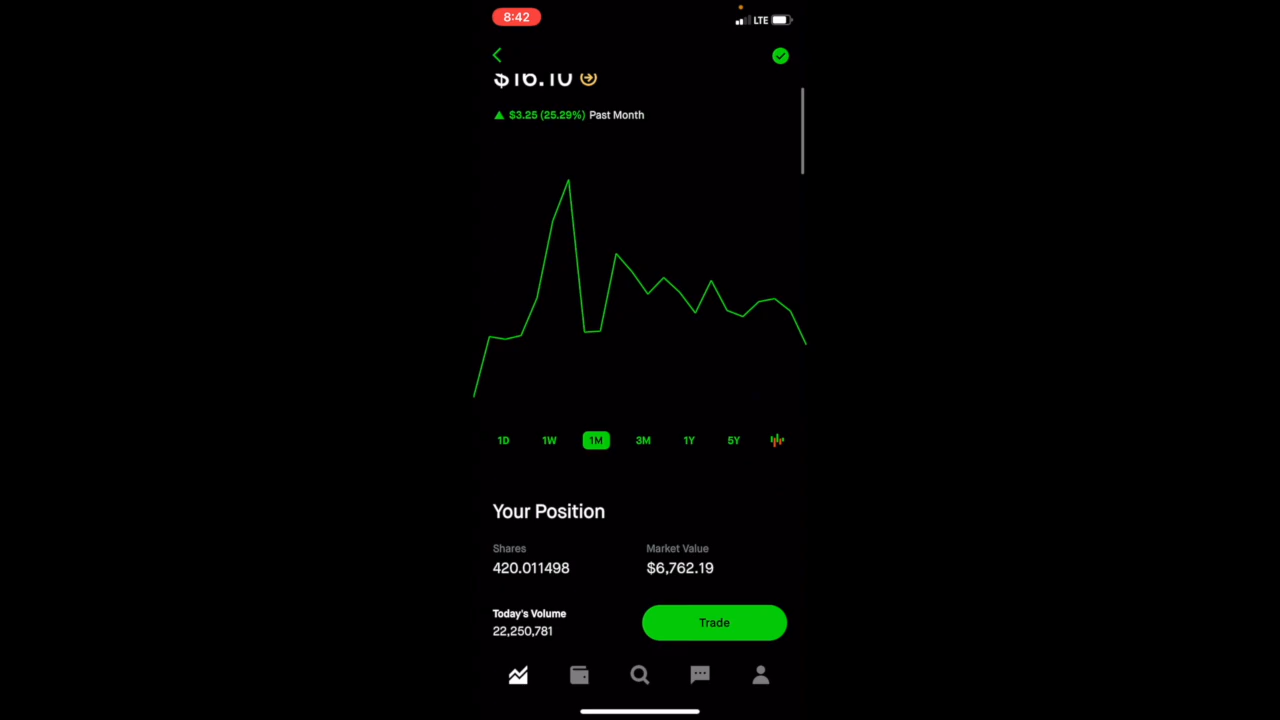 8:42
LTE
$16.10
$3.25 (25.29%) Past Month
1D 1W 1M 3M 1Y 5Y
Your Position
Shares Market Value
420.011498 $6,762.19
Today's Volume
22,250,781
Trade